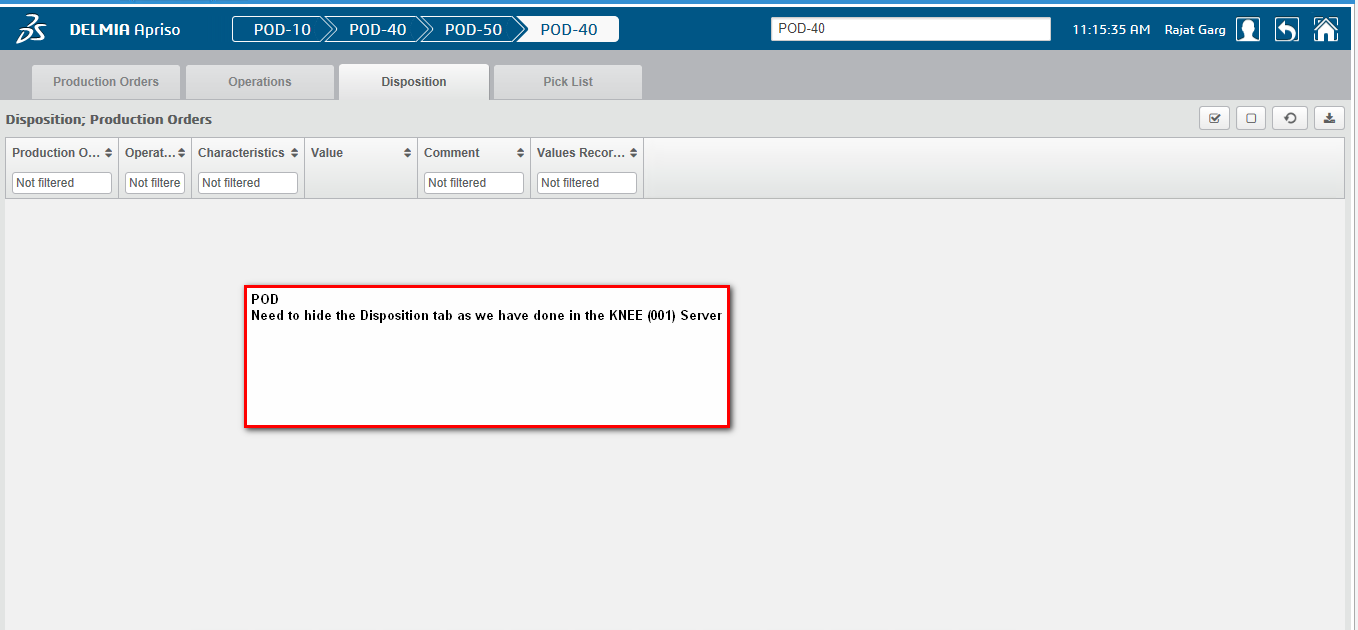 DELMIA Apriso
POD-10 POD-40 POD-50 POD-40
POD-40
11:15:35 AM Rajat Garg
Production Orders Operations Disposition Pick List
Disposition; Production Orders
Production O... Operat... Characteristics Value Comment Values Recor...
Not filtered Not filtere Not filtered Not filtered Not filtered
POD
Need to hide the Disposition tab as we have done in the KNEE (001) Server